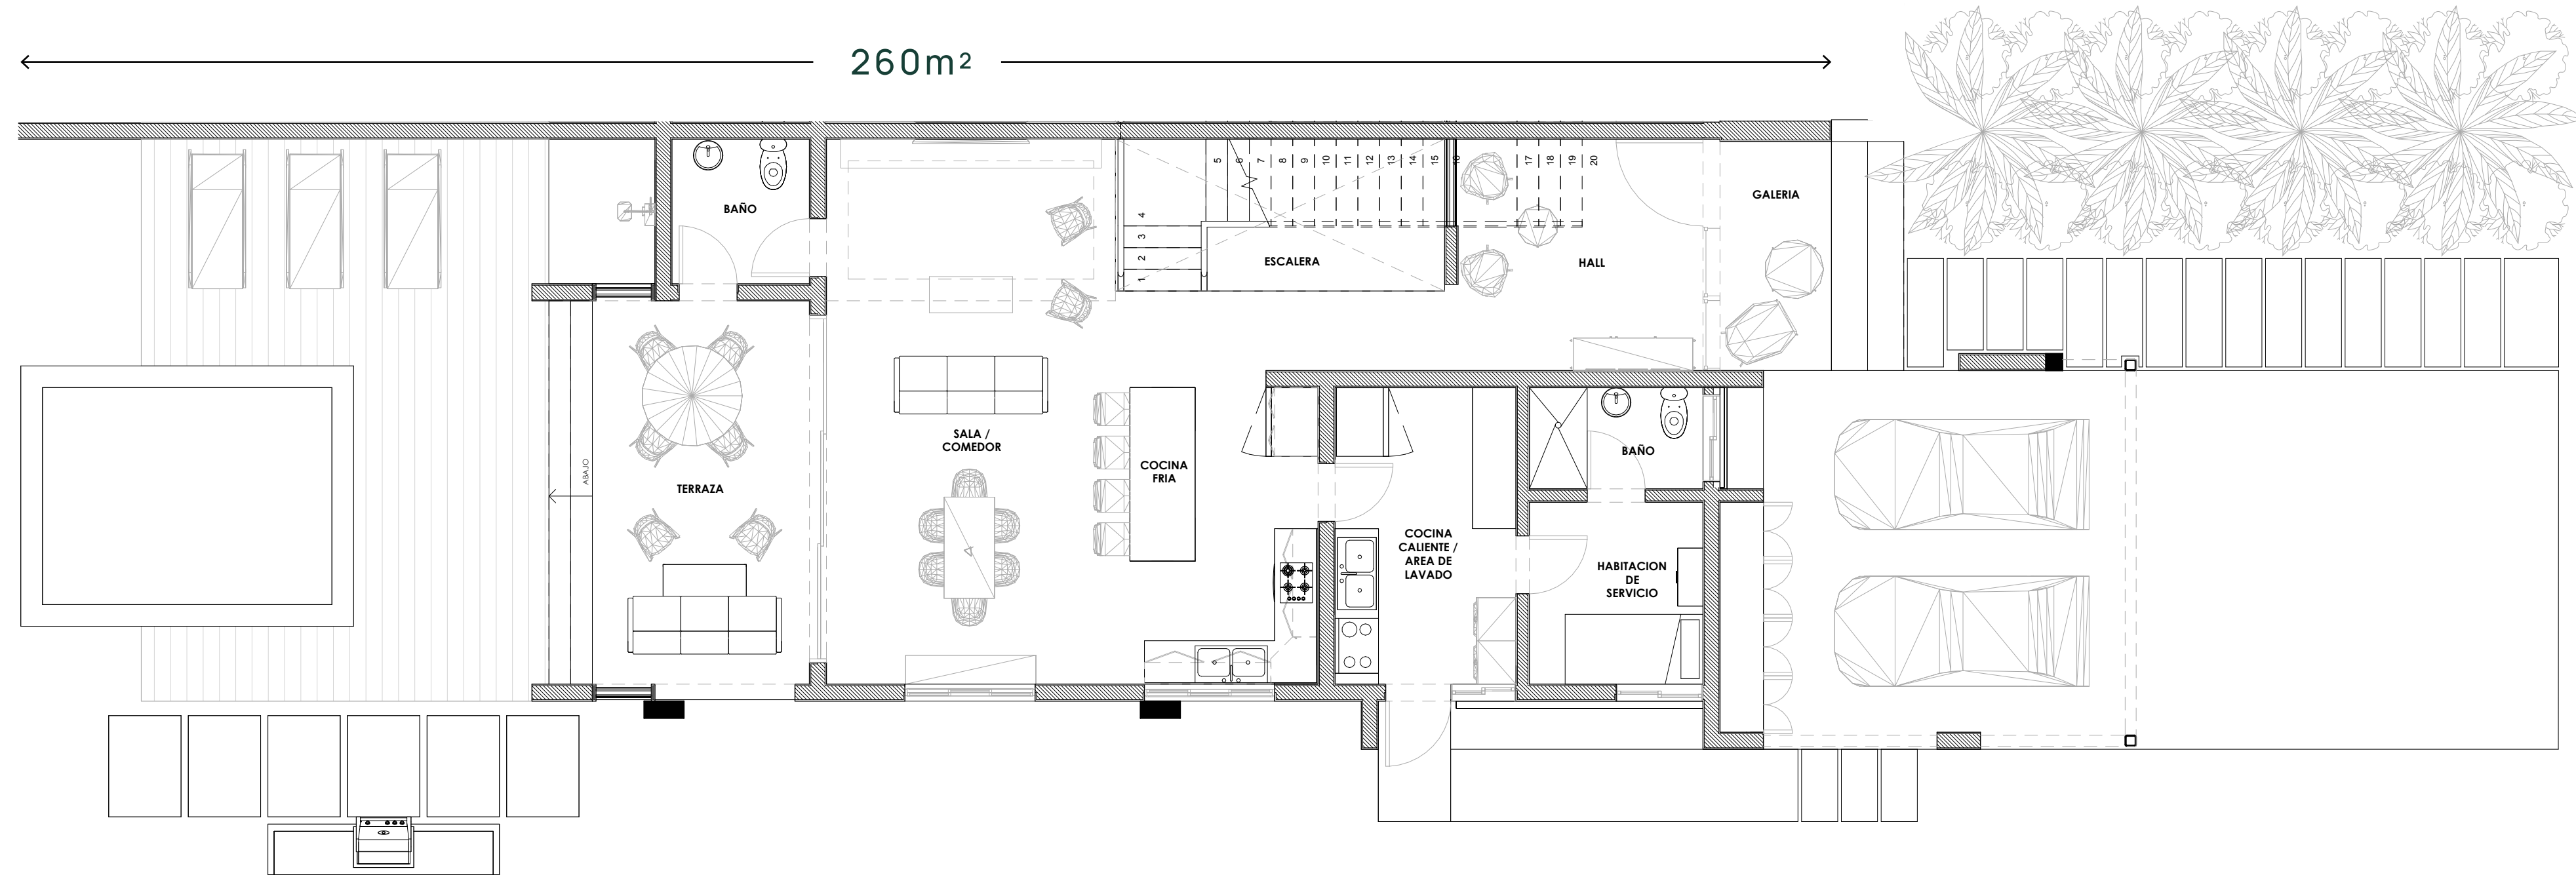 260m²
BAÑO
GALERIA
4
3
2
1
5
6
7
8
9
10
11
12
13
14
15
16
17
18
19
20
ESCALERA
HALL
SALA /
COMEDOR
COCINA
FRIA
BAÑO
TERRAZA
ABAJO
COCINA
CALIENTE /
AREA DE
LAVADO
HABITACION
DE
SERVICIO